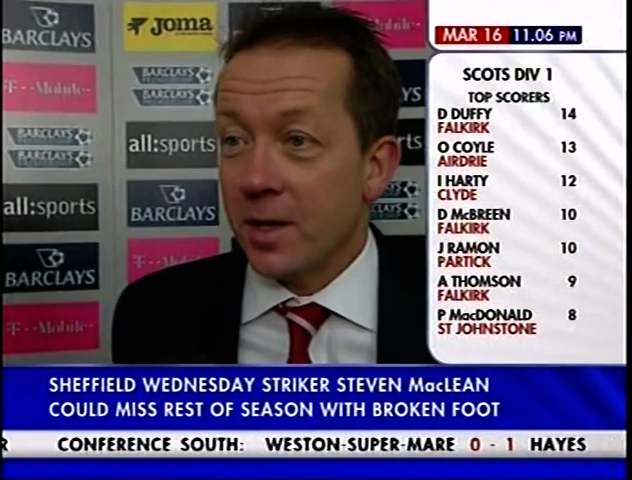 BARCLAYS
Joma
T··Mobile·
BARCLAYS
PREMIERSHIP
BARCLAYS
PREMIERSHIP
all:sports
all:sports
BARCLAYS
BARCLAYS
T··Mobile·
MAR 16 11.06 PM
SCOTS DIV 1
TOP SCORERS
D DUFFY 14
FALKIRK
O COYLE 13
AIRDRIE
I HARTY 12
CLYDE
D McBREEN 10
FALKIRK
J RAMON 10
PARTICK
A THOMSON 9
FALKIRK
P MacDONALD 8
ST JOHNSTONE
SHEFFIELD WEDNESDAY STRIKER STEVEN MacLEAN
COULD MISS REST OF SEASON WITH BROKEN FOOT
R CONFERENCE SOUTH: WESTON-SUPER-MARE 0 - 1 HAYES